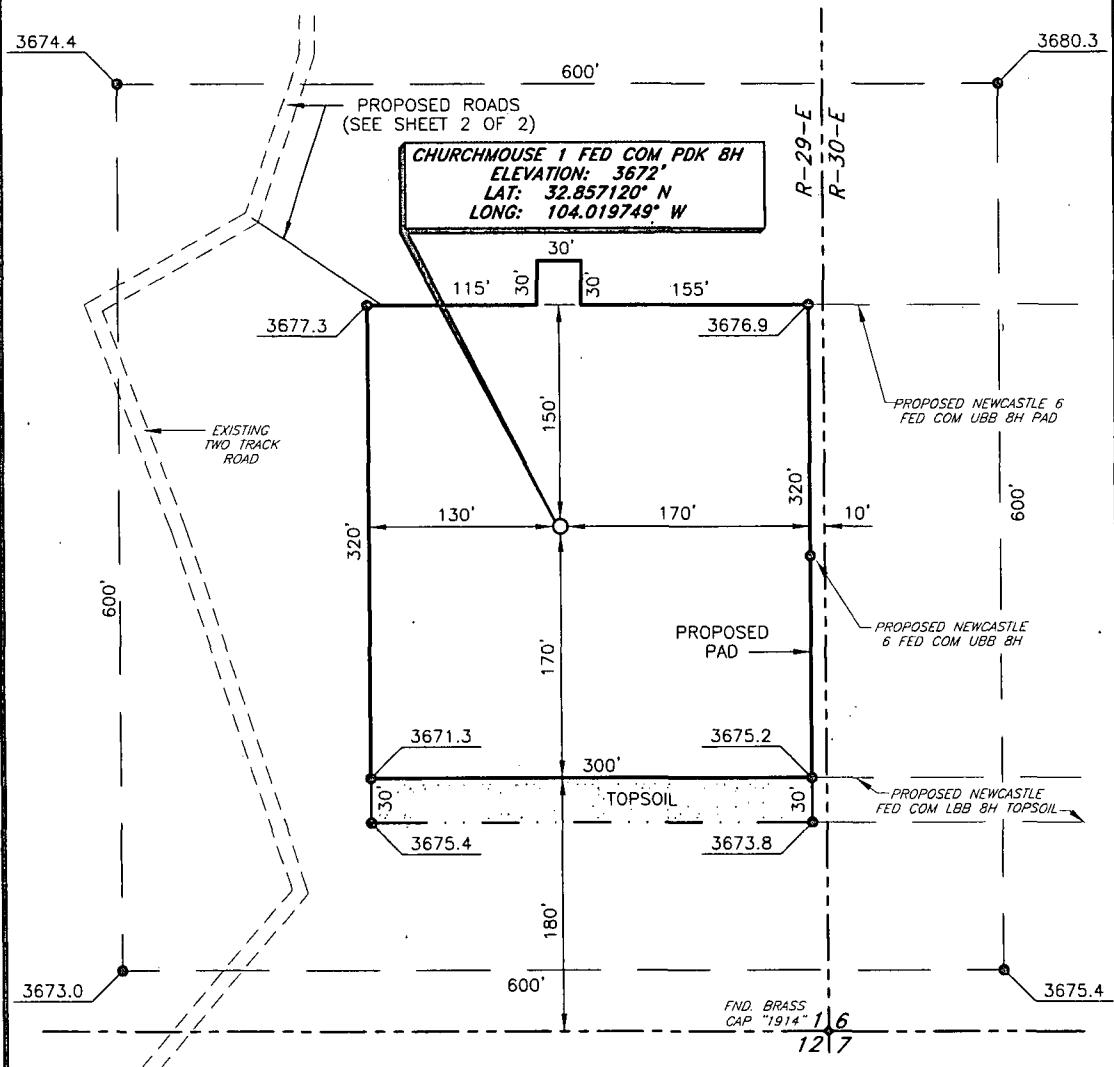 3674.4
3680.3
600'
PROPOSED ROADS
(SEE SHEET 2 OF 2)
R-29-E
R-30-E
CHURCHMOUSE 1 FED COM PDK 8H
ELEVATION: 3672'
LAT: 32.857120° N
LONG: 104.019749° W
30'
30'
30'
115'
155'
3677.3
3676.9
PROPOSED NEWCASTLE 6
FED COM UBB 8H PAD
EXISTING
TWO TRACK
ROAD
150'
320'
600'
130'
170'
10'
320'
600'
170'
PROPOSED
PAD
PROPOSED NEWCASTLE
6 FED COM UBB 8H
3671.3
3675.2
300'
30'
TOPSOIL
30'
PROPOSED NEWCASTLE
FED COM LBB 8H TOPSOIL
3675.4
3673.8
180'
3673.0
600'
3675.4
FND. BRASS
CAP "1914"
1 6
12 7